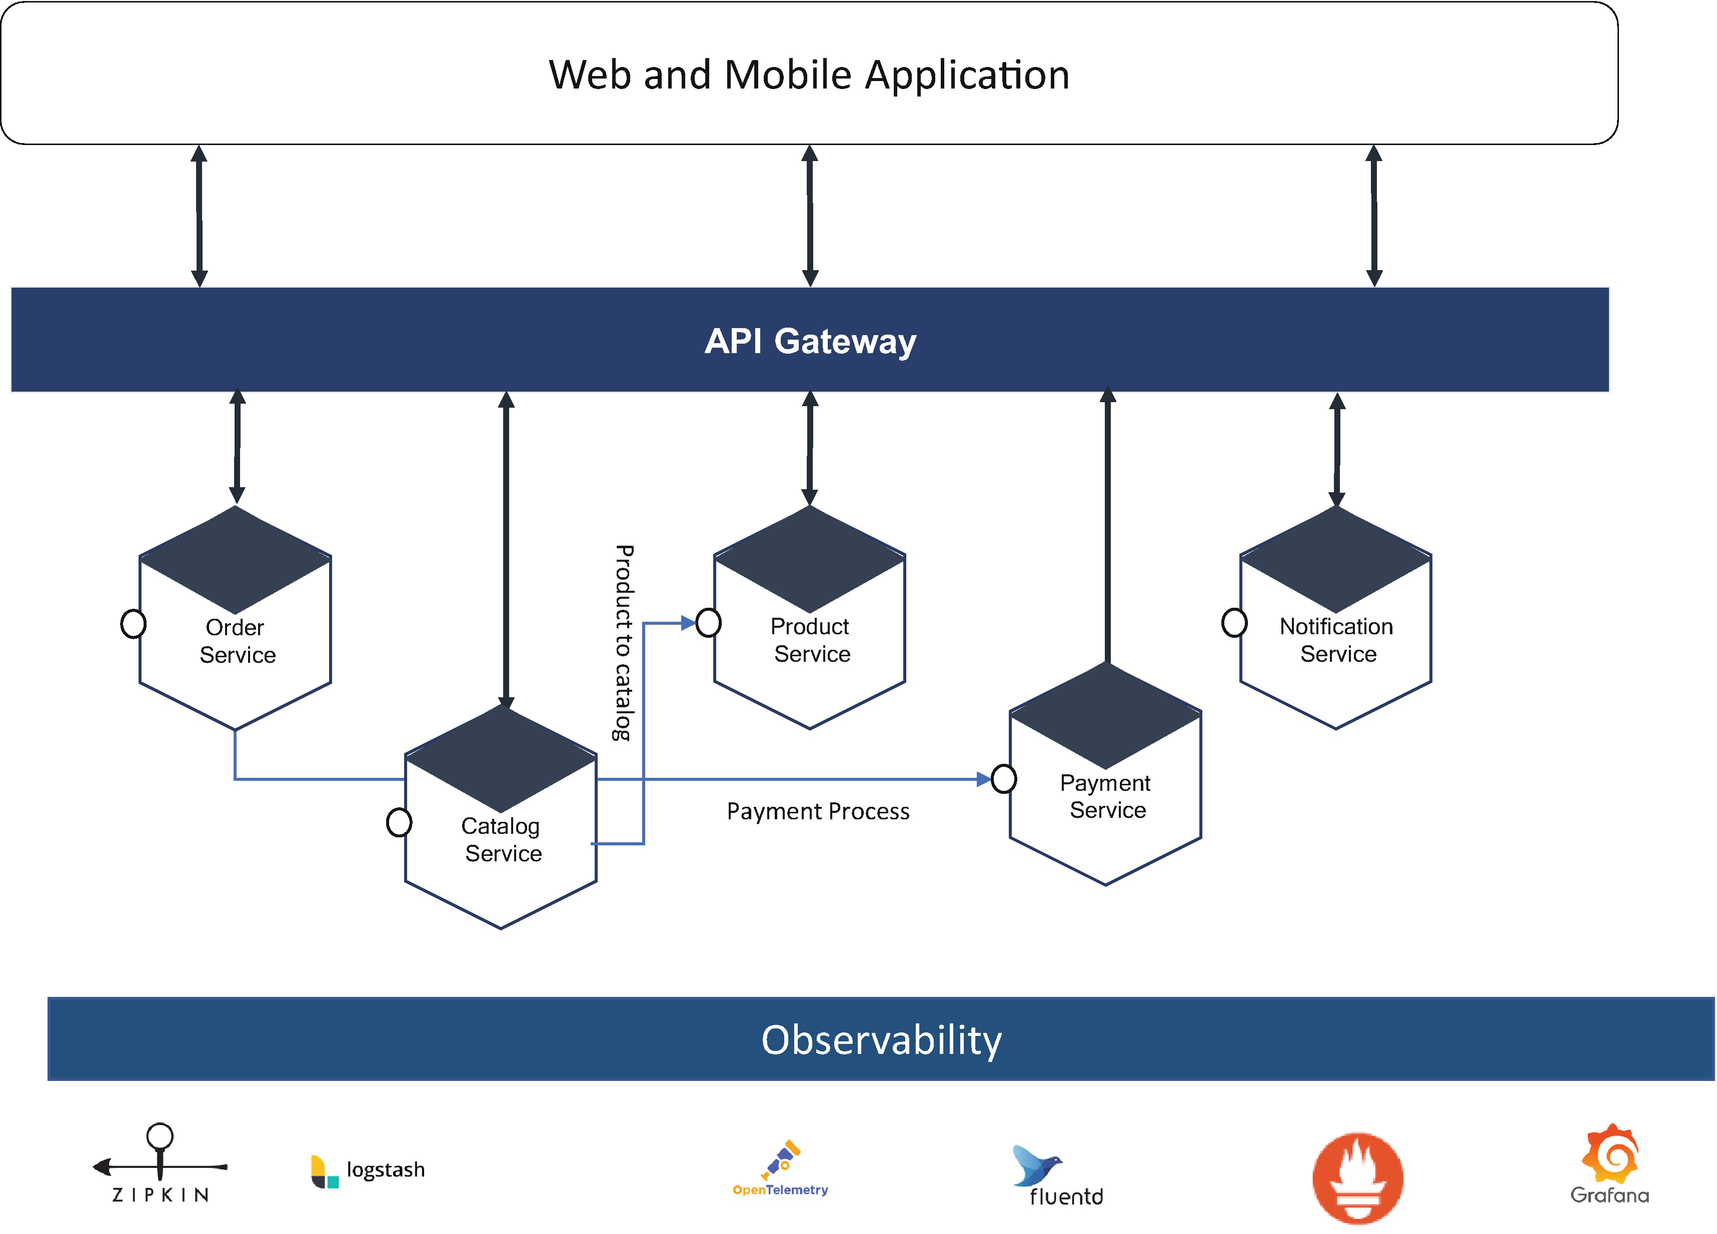 Web and Mobile Application
API Gateway
Order
Service
Product to catalog
Product
Service
Notification
Service
Catalog
Service
Payment Process
Payment
Service
Observability
ZIPKIN
logstash
OpenTelemetry
fluentd
Grafana